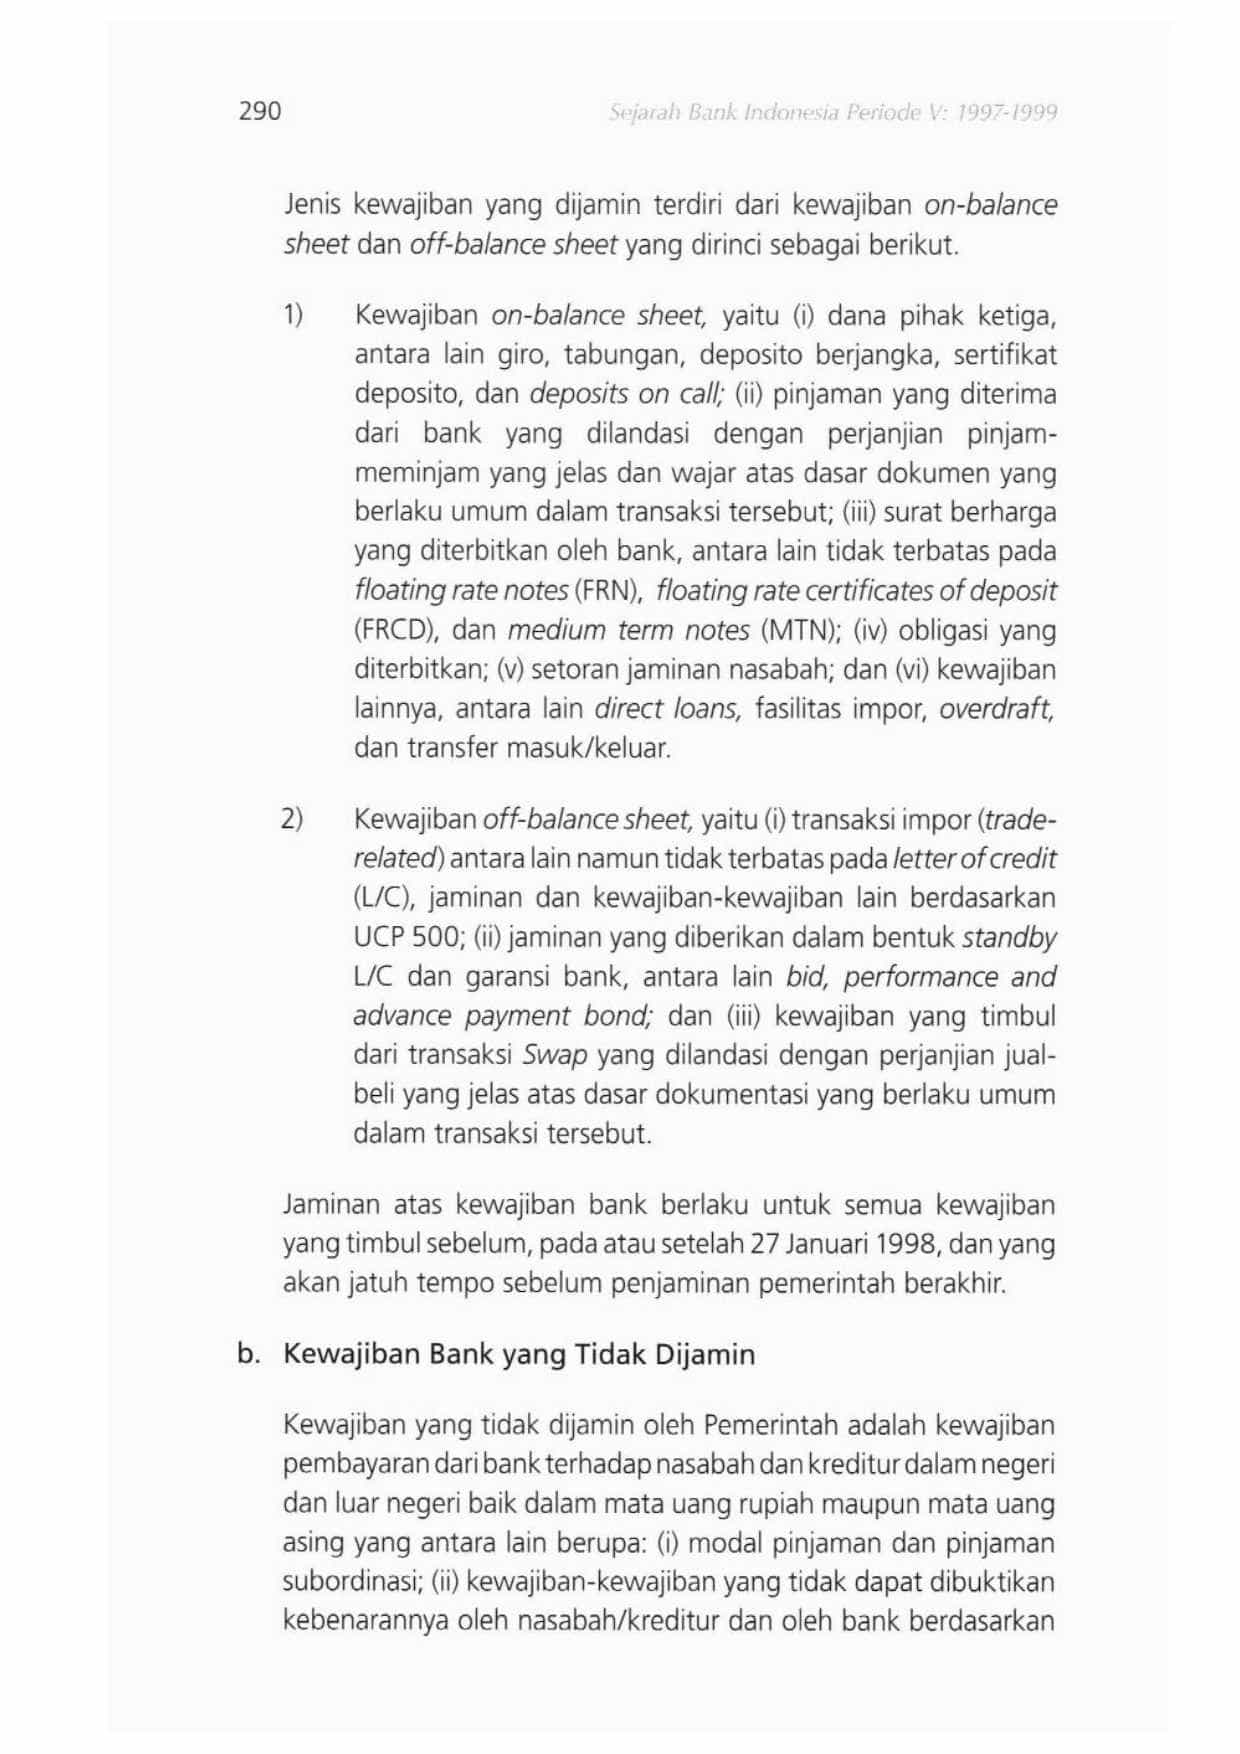 290
Sejarah Bank Indonesia Periode V: 1997-1999
Jenis kewajiban yang dijamin terdiri dari kewajiban on-balance
sheet dan off-balance sheet yang dirinci sebagai berikut.
1) Kewajiban on-balance sheet, yaitu (i) dana pihak ketiga,
antara lain giro, tabungan, deposito berjangka, sertifikat
deposito, dan deposits on call; (ii) pinjaman yang diterima
dari bank yang dilandasi dengan perjanjian pinjam-
meminjam yang jelas dan wajar atas dasar dokumen yang
berlaku umum dalam transaksi tersebut; (iii) surat berharga
yang diterbitkan oleh bank, antara lain tidak terbatas pada
floating rate notes (FRN), floating rate certificates of deposit
(FRCD), dan medium term notes (MTN); (iv) obligasi yang
diterbitkan; (v) setoran jaminan nasabah; dan (vi) kewajiban
lainnya, antara lain direct loans, fasilitas impor, overdraft,
dan transfer masuk/keluar.
2) Kewajiban off-balance sheet, yaitu (i) transaksi impor (trade-
related) antara lain namun tidak terbatas pada letter of credit
(L/C), jaminan dan kewajiban-kewajiban lain berdasarkan
UCP 500; (ii) jaminan yang diberikan dalam bentuk standby
L/C dan garansi bank, antara lain bid, performance and
advance payment bond; dan (iii) kewajiban yang timbul
dari transaksi Swap yang dilandasi dengan perjanjian jual-
beli yang jelas atas dasar dokumentasi yang berlaku umum
dalam transaksi tersebut.
Jaminan atas kewajiban bank berlaku untuk semua kewajiban
yang timbul sebelum, pada atau setelah 27 Januari 1998, dan yang
akan jatuh tempo sebelum penjaminan pemerintah berakhir.
b. Kewajiban Bank yang Tidak Dijamin
Kewajiban yang tidak dijamin oleh Pemerintah adalah kewajiban
pembayaran dari bank terhadap nasabah dan kreditur dalam negeri
dan luar negeri baik dalam mata uang rupiah maupun mata uang
asing yang antara lain berupa: (i) modal pinjaman dan pinjaman
subordinasi; (ii) kewajiban-kewajiban yang tidak dapat dibuktikan
kebenarannya oleh nasabah/kreditur dan oleh bank berdasarkan